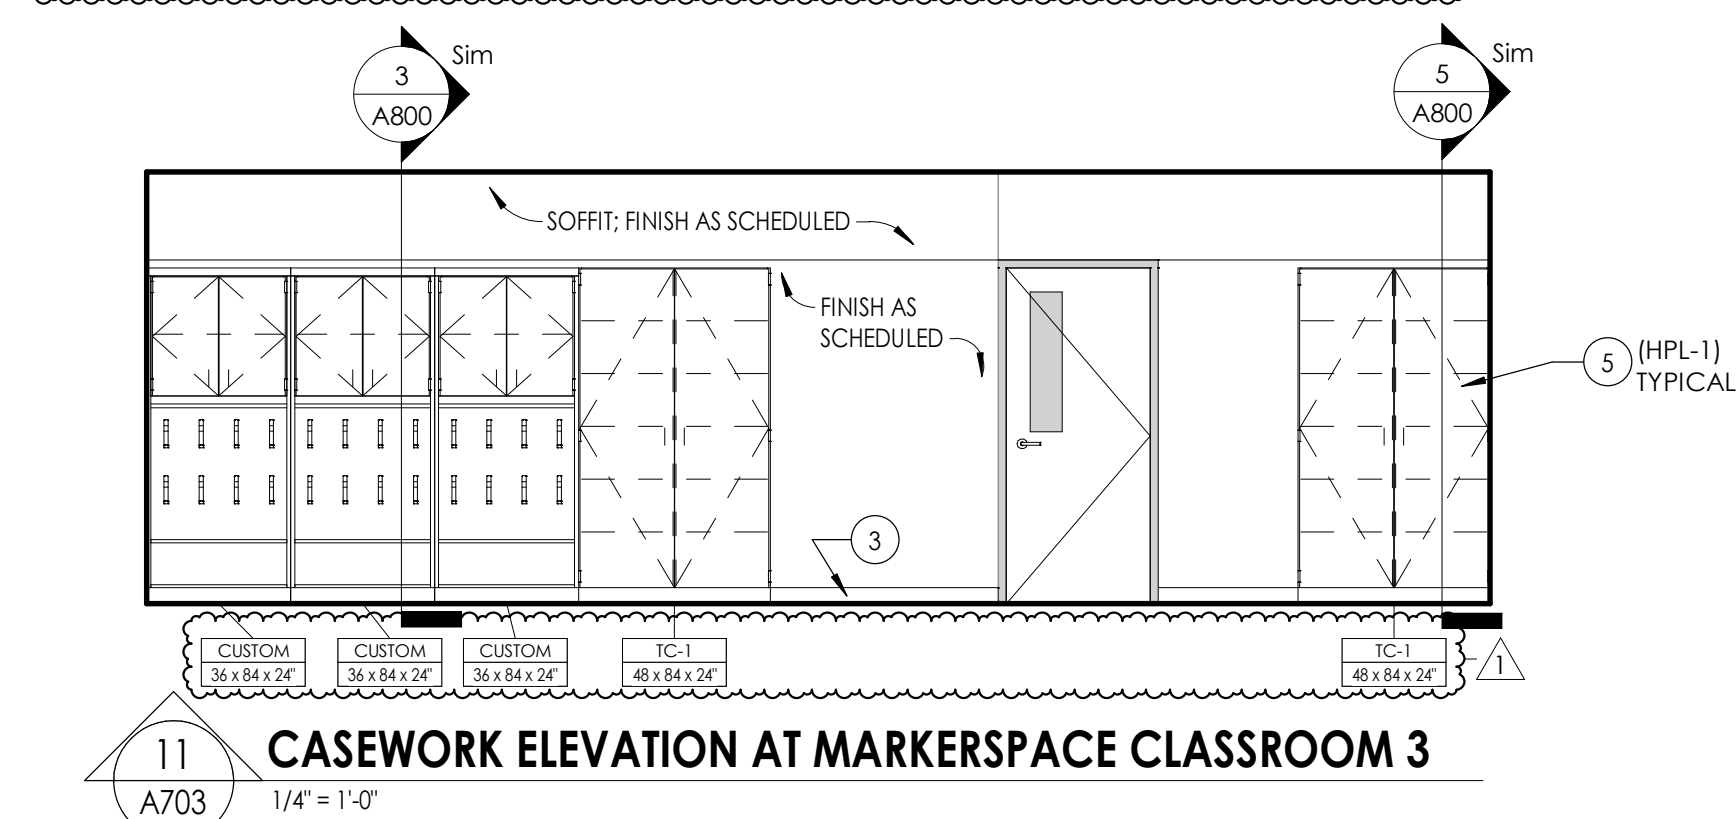 3
A800
Sim
5
A800
Sim
SOFFIT; FINISH AS SCHEDULED
FINISH AS
SCHEDULED
5
(HPL-1)
TYPICAL
3
CUSTOM
36 x 84 x 24"
CUSTOM
36 x 84 x 24"
CUSTOM
36 x 84 x 24"
TC-1
48 x 84 x 24"
TC-1
48 x 84 x 24"
1
11
A703
CASEWORK ELEVATION AT MARKERSPACE CLASSROOM 3
1/4" = 1'-0"